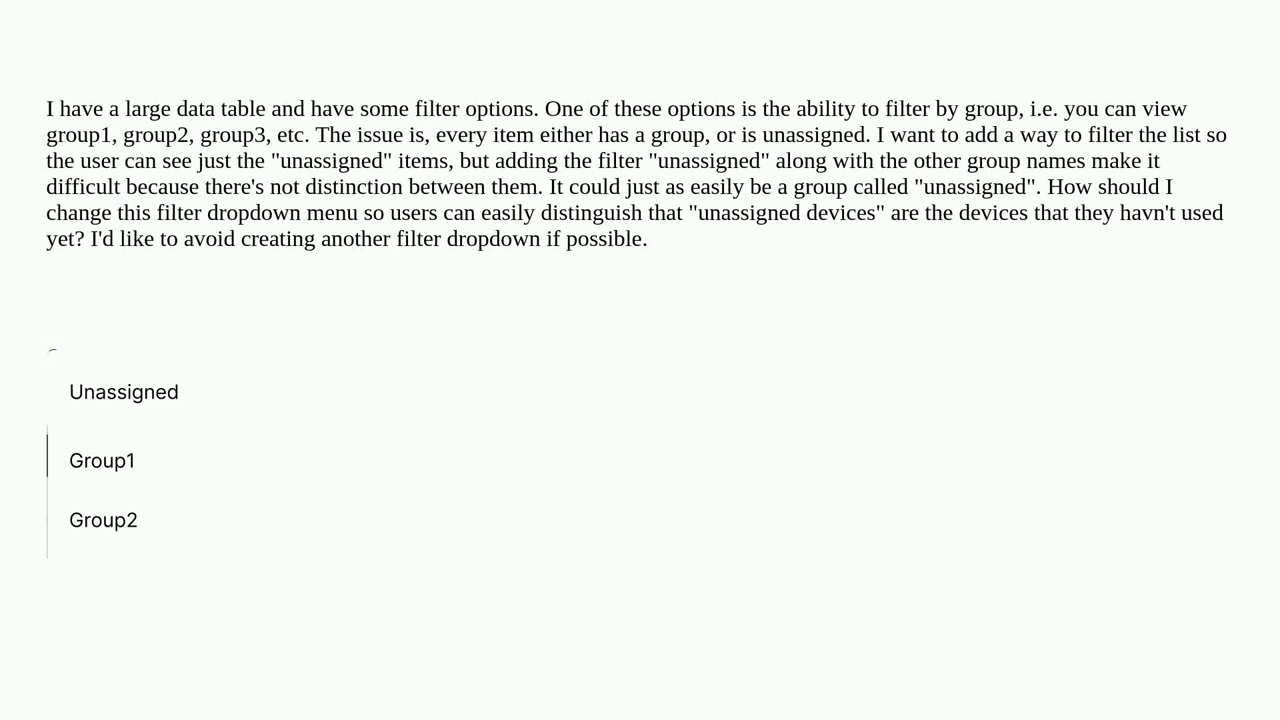 I have a large data table and have some filter options. One of these options is the ability to filter by group, i.e. you can view
group1, group2, group3, etc. The issue is, every item either has a group, or is unassigned. I want to add a way to filter the list so
the user can see just the "unassigned" items, but adding the filter "unassigned" along with the other group names make it
difficult because there's not distinction between them. It could just as easily be a group called "unassigned". How should I
change this filter dropdown menu so users can easily distinguish that "unassigned devices" are the devices that they havn't used
yet? I'd like to avoid creating another filter dropdown if possible.
Unassigned
Group1
Group2